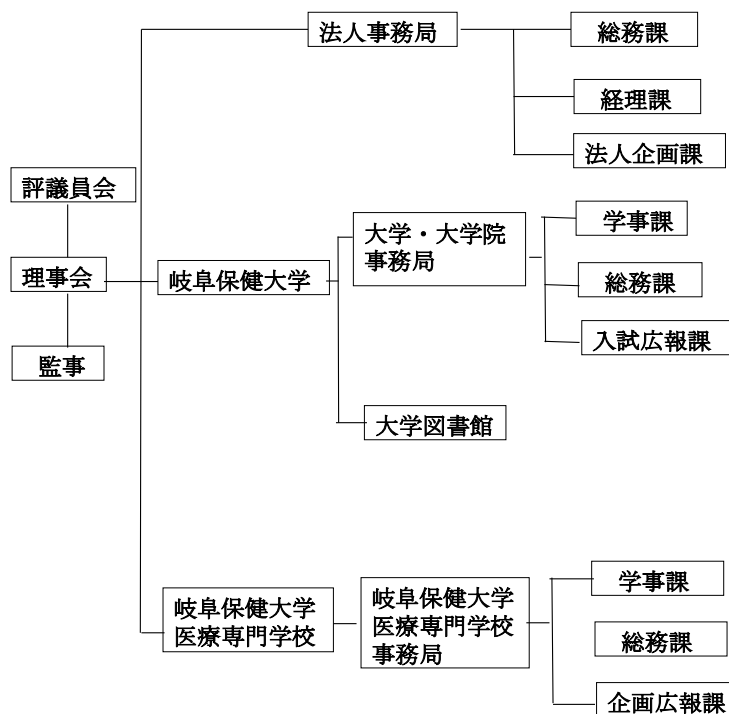 法人事務局
総務課
経理課
法人企画課
評議員会
理事会
監事
岐阜保健大学
大学・大学院
事務局
学事課
総務課
入試広報課
大学図書館
岐阜保健大学
医療専門学校
岐阜保健大学
医療専門学校
事務局
学事課
総務課
企画広報課